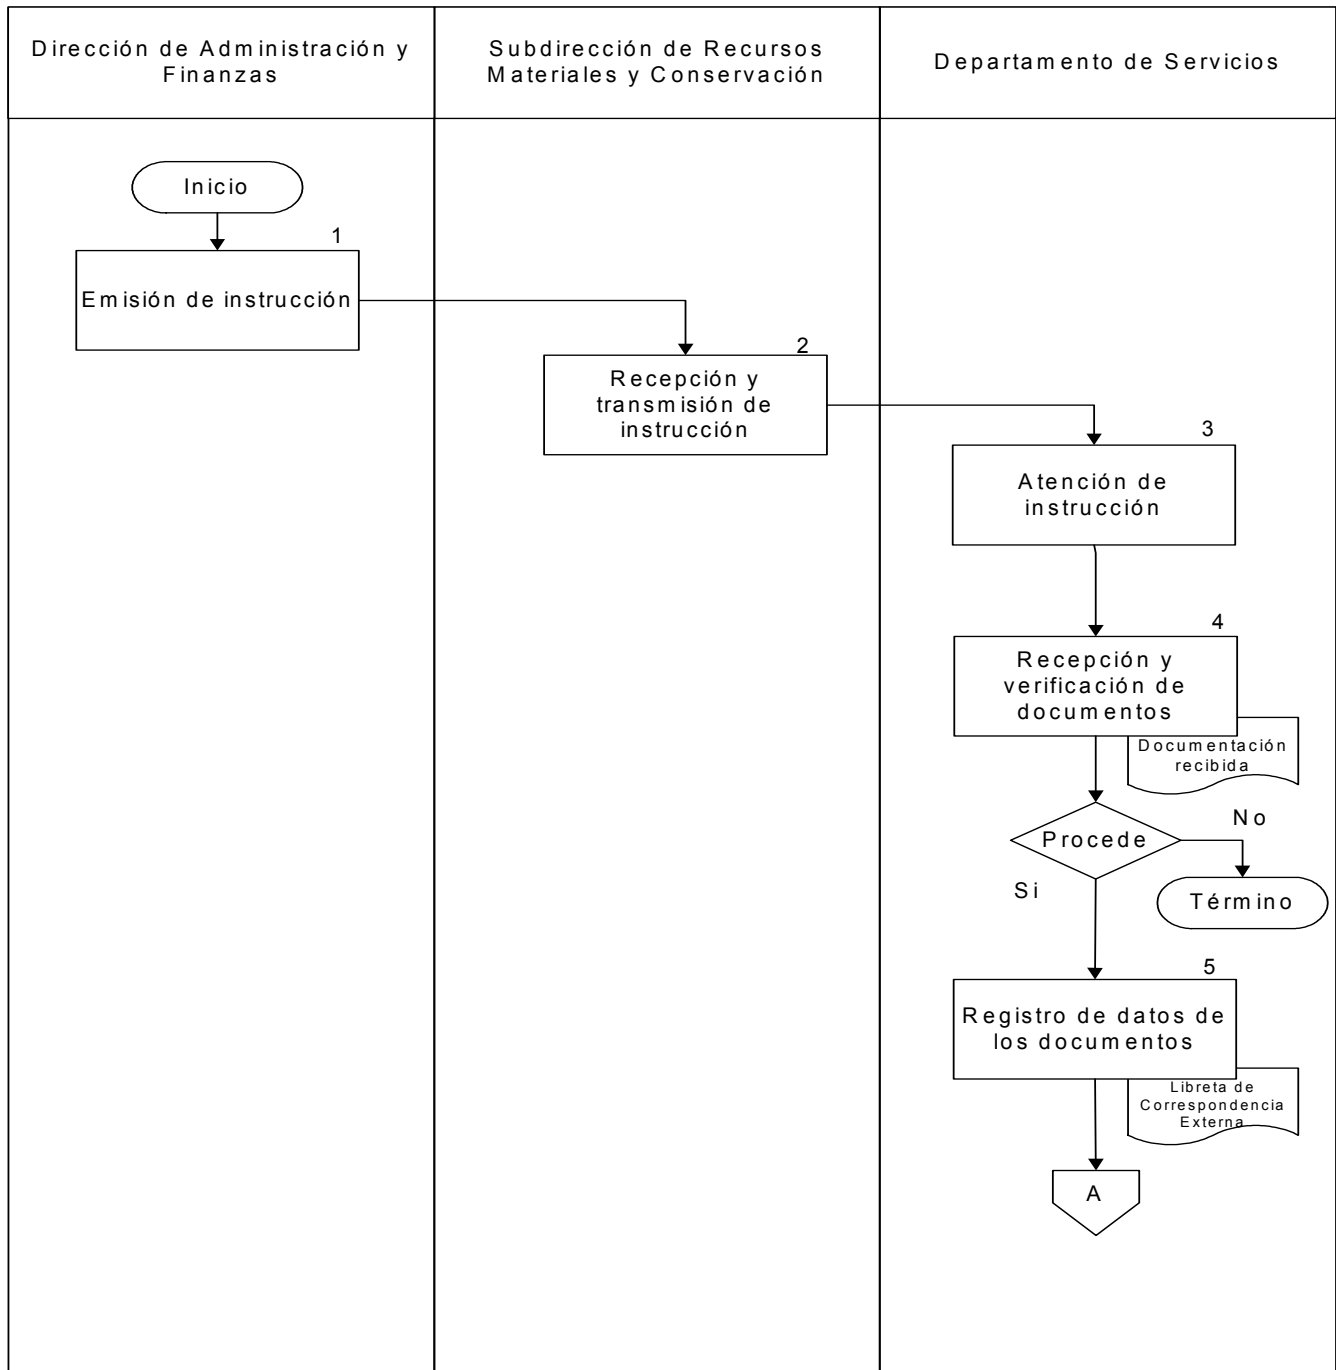 Dirección de Administración y
Finanzas
Subdirección de Recursos
Materiales y Conservación
Departamento de Servicios
Inicio
1
Emisión de instrucción
2
Recepción y
transmisión de
instrucción
3
Atención de
instrucción
4
Recepción y
verificación de
documentos
Documentación
recibida
Procede
No
Si
Término
5
Registro de datos de
los documentos
Libreta de
Correspondencia
Externa
A